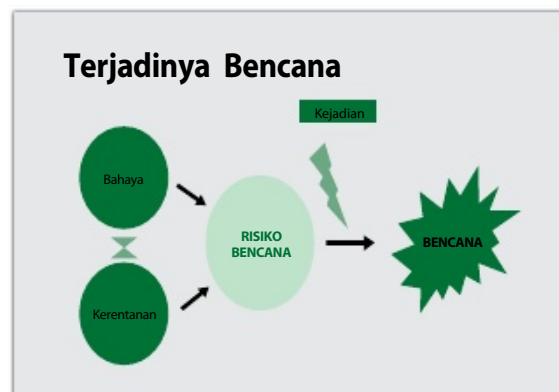 Terjadinya Bencana
Kejadian
Bahaya
RISIKO
BENCANA
BENCANA
Kerentanan